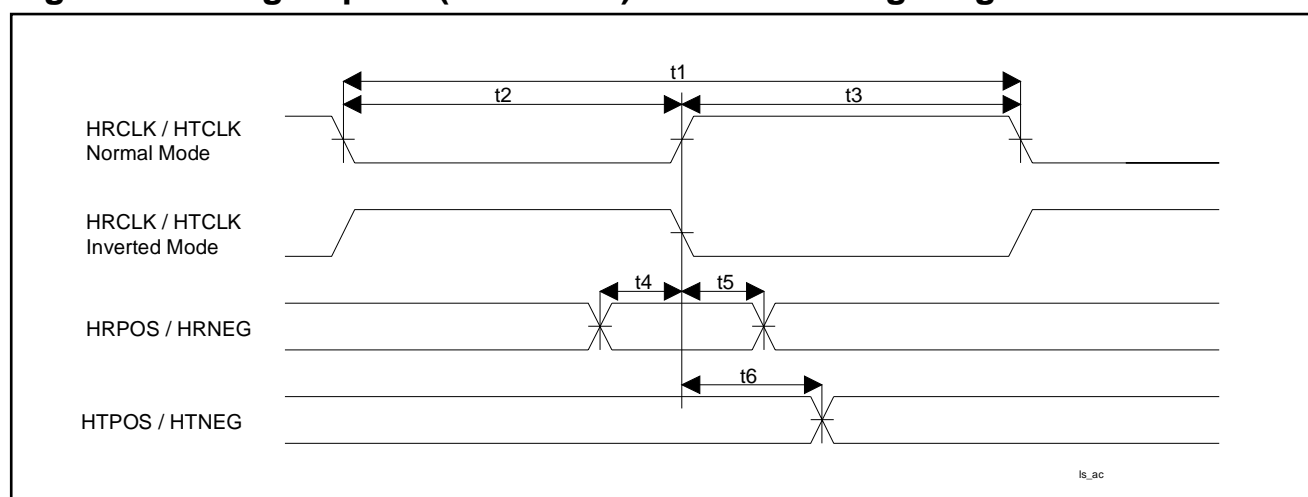 t1
t2
t3
HRCLK / HTCLK
Normal Mode
HRCLK / HTCLK
Inverted Mode
t4
t5
HRPOS / HRNEG
t6
HTPOS / HTNEG
ls_ac